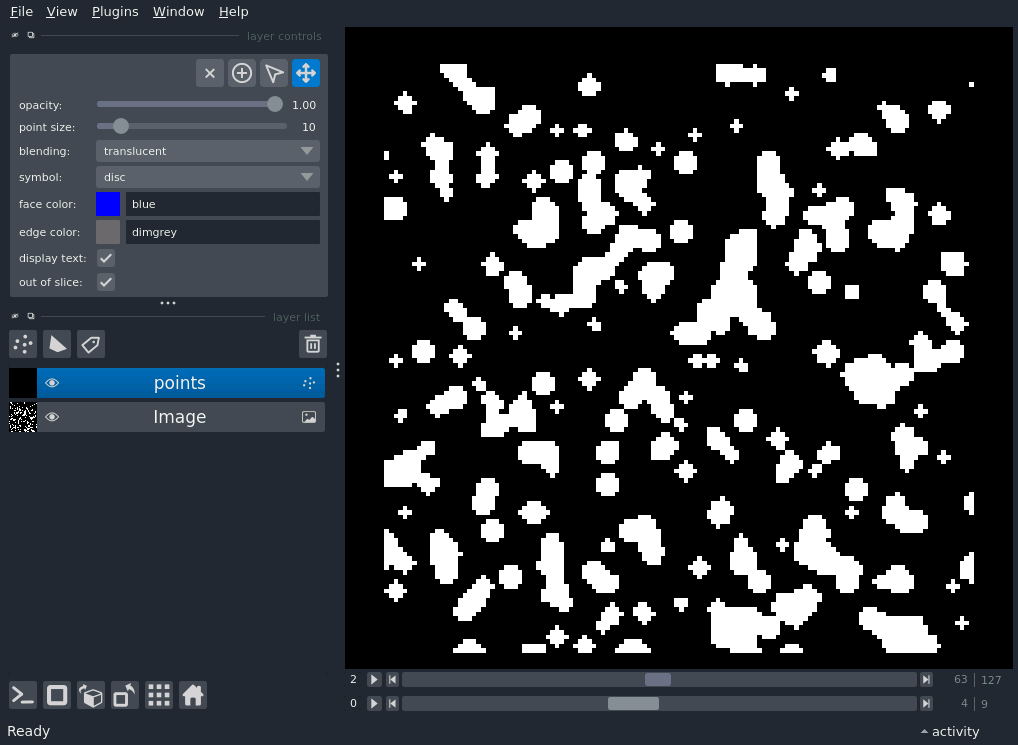 File View Plugins Window Help
layer controls
opacity: 1.00
point size: 10
blending: translucent
symbol: disc
face color: blue
edge color: dimgrey
display text:
out of slice:
layer list
points
Image
2 63 127
0 4 9
Ready activity